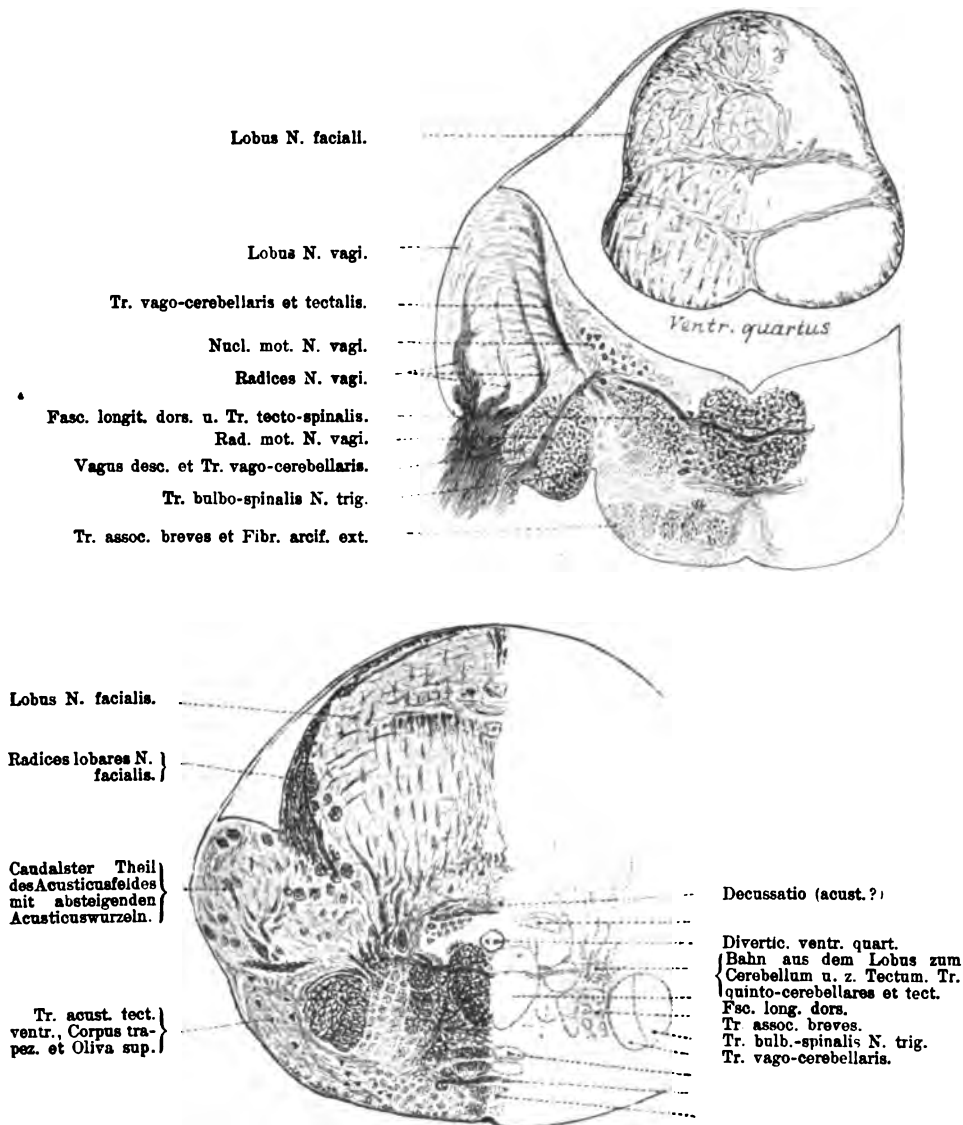 Lobus N. faciali.
Lobus N. vagi.
Tr. vago-cerebellaris et tectalis.
Ventr. quartus
Nucl. mot. N. vagi.
Radices N. vagi.
Fasc. longit. dors. u. Tr. tecto-spinalis.
Rad. mot. N. vagi.
Vagus desc. et Tr. vago-cerebellaris.
Tr. bulbo-spinalis N. trig.
Tr. assoc. breves et Fibr. arcif. ext.
Lobus N. facialis.
Radices lobares N.
facialis.
Caudalster Theil
des Acusticusfeldes
mit absteigenden
Acusticuswurzeln.
Tr. acust. tect.
ventr., Corpus tra-
pez. et Oliva sup.
Decussatio (acust.?)
Divertic. ventr. quart.
Bahn aus dem Lobus zum
Cerebellum u. z. Tectum. Tr.
quinto-cerebellares et tect.
Fsc. long. dors.
Tr assoc. breves.
Tr. bulb.-spinalis N. trig.
Tr. vago-cerebellaris.